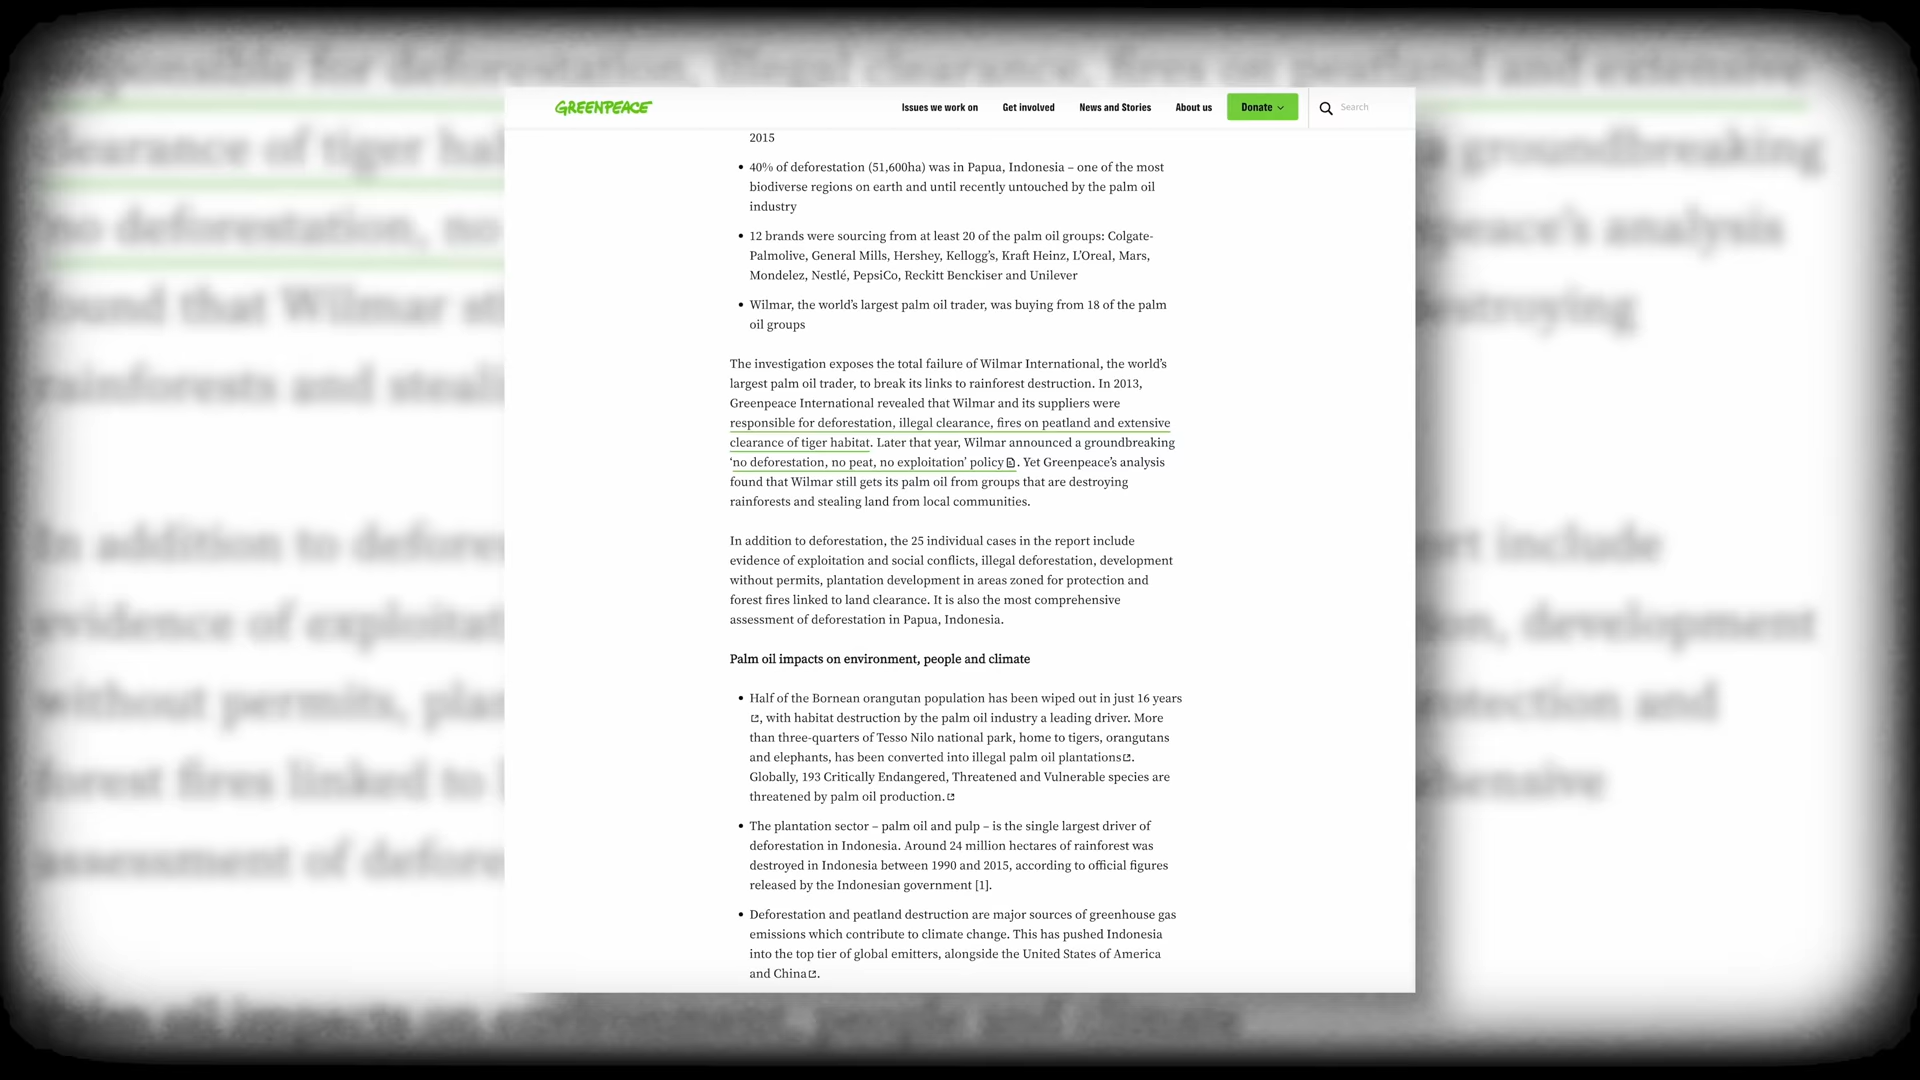 GREENPEACE
Issues we work on Get involved News and Stories About us Donate Search
2015
• 40% of deforestation (51,600ha) was in Papua, Indonesia – one of the most
biodiverse regions on earth and until recently untouched by the palm oil
industry
• 12 brands were sourcing from at least 20 of the palm oil groups: Colgate-
Palmolive, General Mills, Hershey, Kellogg’s, Kraft Heinz, L’Oreal, Mars,
Mondelez, Nestlé, PepsiCo, Reckitt Benckiser and Unilever
• Wilmar, the world’s largest palm oil trader, was buying from 18 of the palm
oil groups
The investigation exposes the total failure of Wilmar International, the world’s
largest palm oil trader, to break its links to rainforest destruction. In 2013,
Greenpeace International revealed that Wilmar and its suppliers were
responsible for deforestation, illegal clearance, fires on peatland and extensive
clearance of tiger habitat. Later that year, Wilmar announced a groundbreaking
‘no deforestation, no peat, no exploitation’ policy. Yet Greenpeace’s analysis
found that Wilmar still gets its palm oil from groups that are destroying
rainforests and stealing land from local communities.
In addition to deforestation, the 25 individual cases in the report include
evidence of exploitation and social conflicts, illegal deforestation, development
without permits, plantation development in areas zoned for protection and
forest fires linked to land clearance. It is also the most comprehensive
assessment of deforestation in Papua, Indonesia.
Palm oil impacts on environment, people and climate
• Half of the Bornean orangutan population has been wiped out in just 16 years
, with habitat destruction by the palm oil industry a leading driver. More
than three-quarters of Tesso Nilo national park, home to tigers, orangutans
and elephants, has been converted into illegal palm oil plantations.
Globally, 193 Critically Endangered, Threatened and Vulnerable species are
threatened by palm oil production.
• The plantation sector – palm oil and pulp – is the single largest driver of
deforestation in Indonesia. Around 24 million hectares of rainforest was
destroyed in Indonesia between 1990 and 2015, according to official figures
released by the Indonesian government [1].
• Deforestation and peatland destruction are major sources of greenhouse gas
emissions which contribute to climate change. This has pushed Indonesia
into the top tier of global emitters, alongside the United States of America
and China.